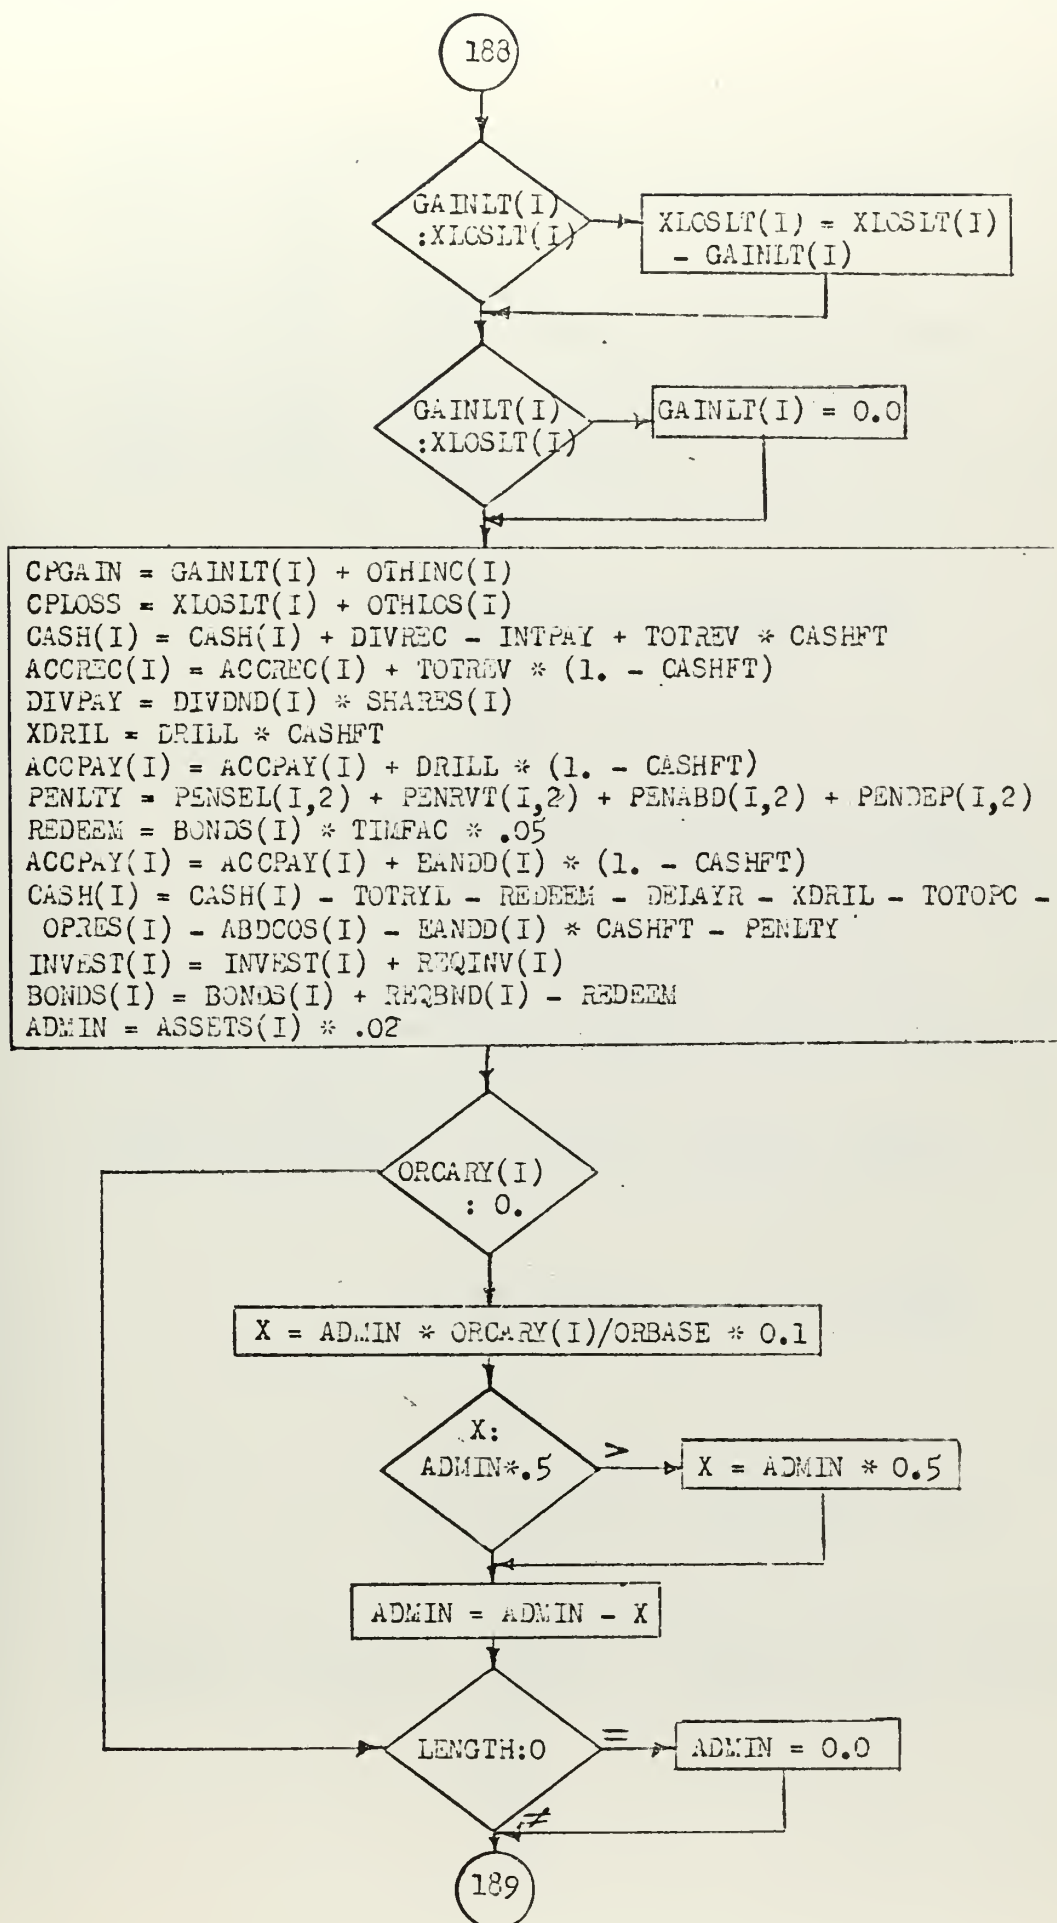 188
GAINLT(I)
:XLOSLT(I)
XLOSLT(I) = XLOSLT(I)
- GAINLT(I)
GAINLT(I)
:XLOSLT(I)
GAINLT(I) = 0.0
CPGAIN = GAINLT(I) + OTHINC(I)
CPLOSS = XLOSLT(I) + OTHLOS(I)
CASH(I) = CASH(I) + DIVREC - INTPAY + TOTREV * CASHFT
ACCREC(I) = ACCREC(I) + TOTREV * (1. - CASHFT)
DIVPAY = DIVDND(I) * SHARES(I)
XDRIL = DRILL * CASHFT
ACCPAY(I) = ACCPAY(I) + DRILL * (1. - CASHFT)
PENLTY = PENSEL(I,2) + PENRVT(I,2) + PENABD(I,2) + PENDEP(I,2)
REDEEM = BONDS(I) * TIMFAC * .05
ACCPAY(I) = ACCPAY(I) + EANDD(I) * (1. - CASHFT)
CASH(I) = CASH(I) - TOTRYL - REDEEM - DELAYR - XDRIL - TOTOPC -
OPRES(I) - ABDCOS(I) - EANDD(I) * CASHFT - PENLTY
INVEST(I) = INVEST(I) + REQINV(I)
BONDS(I) = BONDS(I) + REQBND(I) - REDEEM
ADMIN = ASSETS(I) * .02
ORCARY(I)
: 0.
X = ADMIN * ORCARY(I)/ORBASE * 0.1
X:
ADMIN*.5
>
X = ADMIN * 0.5
ADMIN = ADMIN - X
LENGTH:0
=
ADMIN = 0.0
≠
189